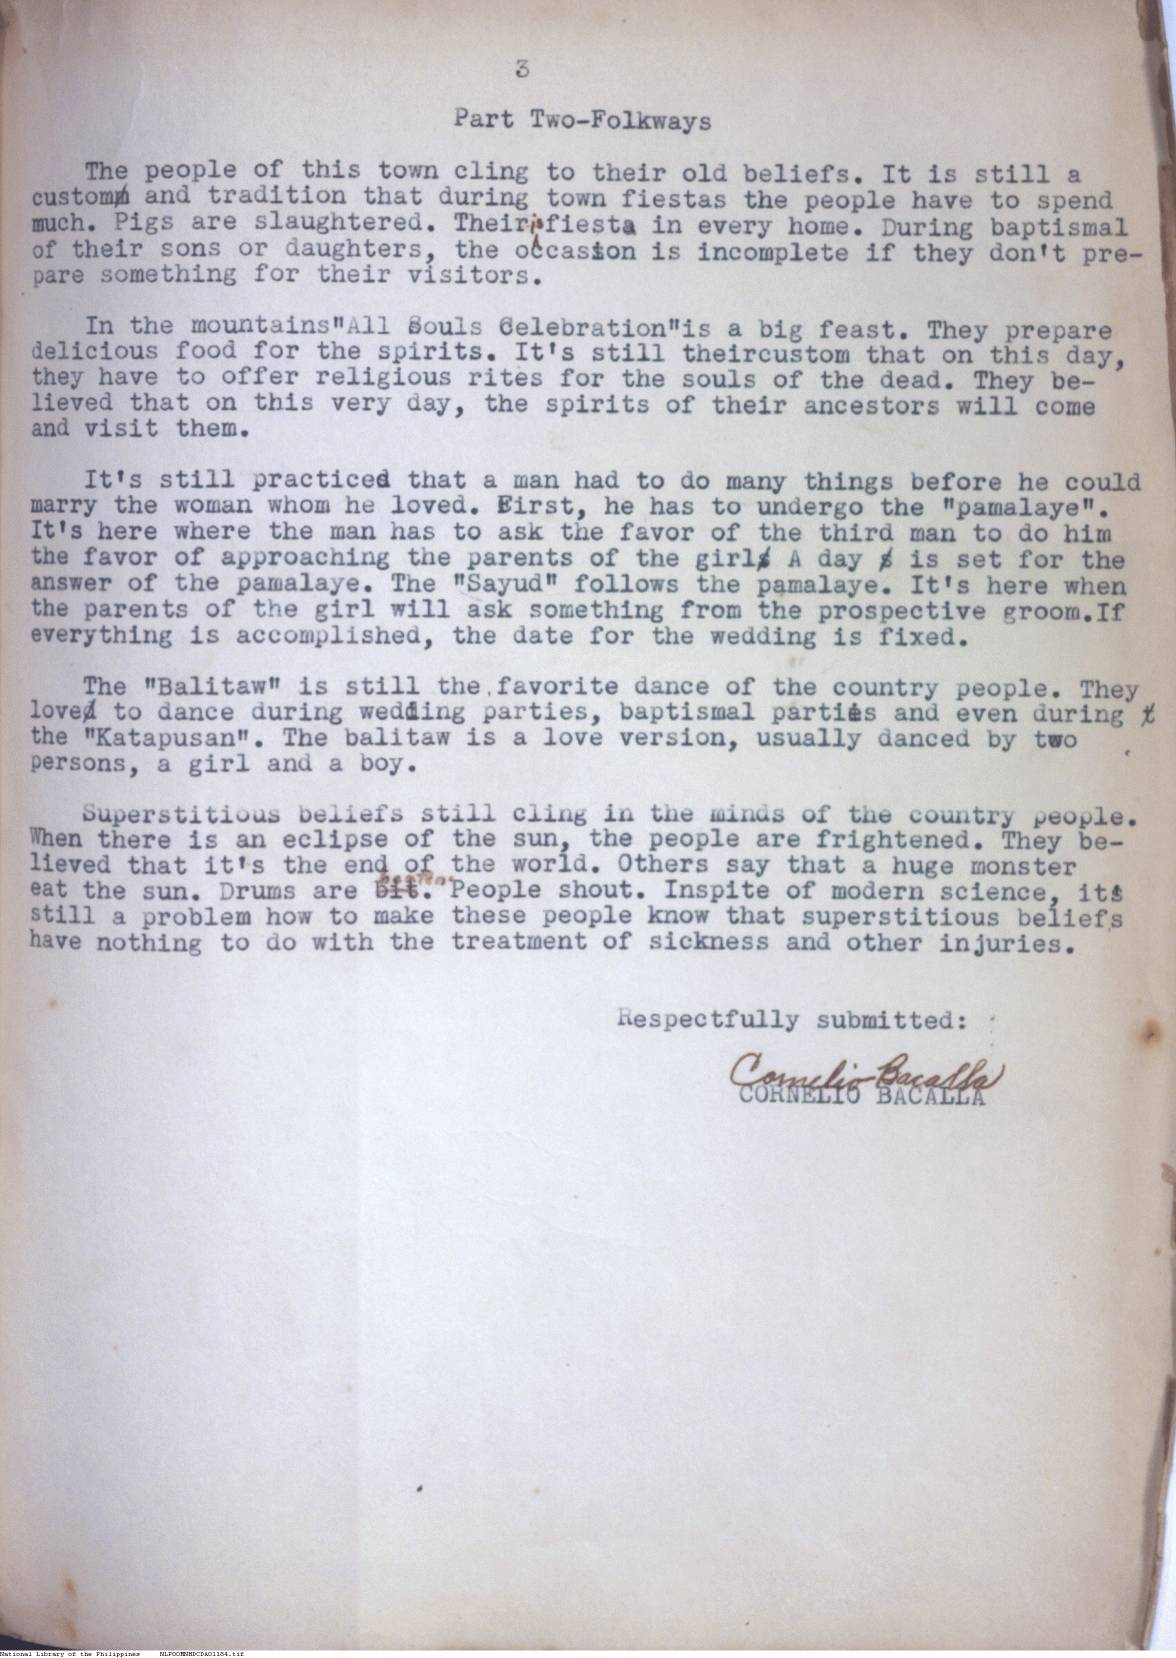 3
Part Two-Folkways
The people of this town cling to their old beliefs. It is still a
custom and tradition that during town fiestas the people have to spend
much. Pigs are slaughtered. Their is fiesta in every home. During baptismal
of their sons or daughters, the occasion is incomplete if they don't pre-
pare something for their visitors.
In the mountains"All Souls Celebration"is a big feast. They prepare
delicious food for the spirits. It's still theircustom that on this day,
they have to offer religious rites for the souls of the dead. They be-
lieved that on this very day, the spirits of their ancestors will come
and visit them.
It's still practiced that a man had to do many things before he could
marry the woman whom he loved. First, he has to undergo the "pamalaye".
It's here where the man has to ask the favor of the third man to do him
the favor of approaching the parents of the girl. A day is set for the
answer of the pamalaye. The "Sayud" follows the pamalaye. It's here when
the parents of the girl will ask something from the prospective groom.If
everything is accomplished, the date for the wedding is fixed.
The "Balitaw" is still the favorite dance of the country people. They
love to dance during wedding parties, baptismal parties and even during
the "Katapusan". The balitaw is a love version, usually danced by two
persons, a girl and a boy.
Superstitious beliefs still cling in the minds of the country people.
When there is an eclipse of the sun, the people are frightened. They be-
lieved that it's the end of the world. Others say that a huge monster
eat the sun. Drums are bit. beaten People shout. Inspite of modern science, its
still a problem how to make these people know that superstitious beliefs
have nothing to do with the treatment of sickness and other injuries.
Respectfully submitted:
Cornelio Bacalla
CORNELIO BACALLA
National Library of the Philippines NLPOOMNHDCDA01184.tif